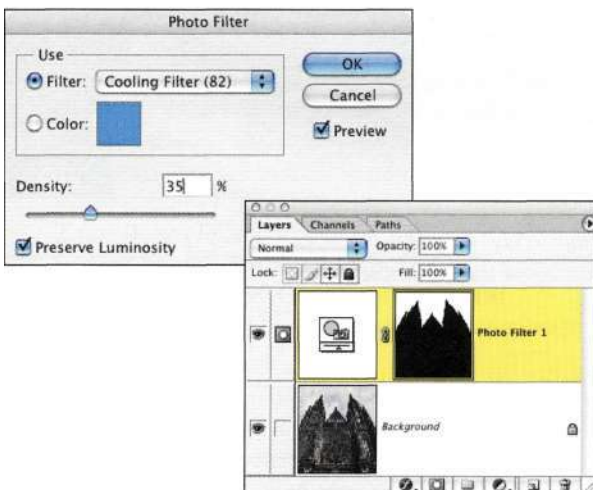 Photo Filter
Use
Filter: Cooling Filter (82)
Color:
OK
Cancel
Preview
Density: 35 %
Preserve Luminosity
Layers Channels Paths
Normal Opacity: 100%
Lock: Fill: 100%
Photo Filter 1
Background